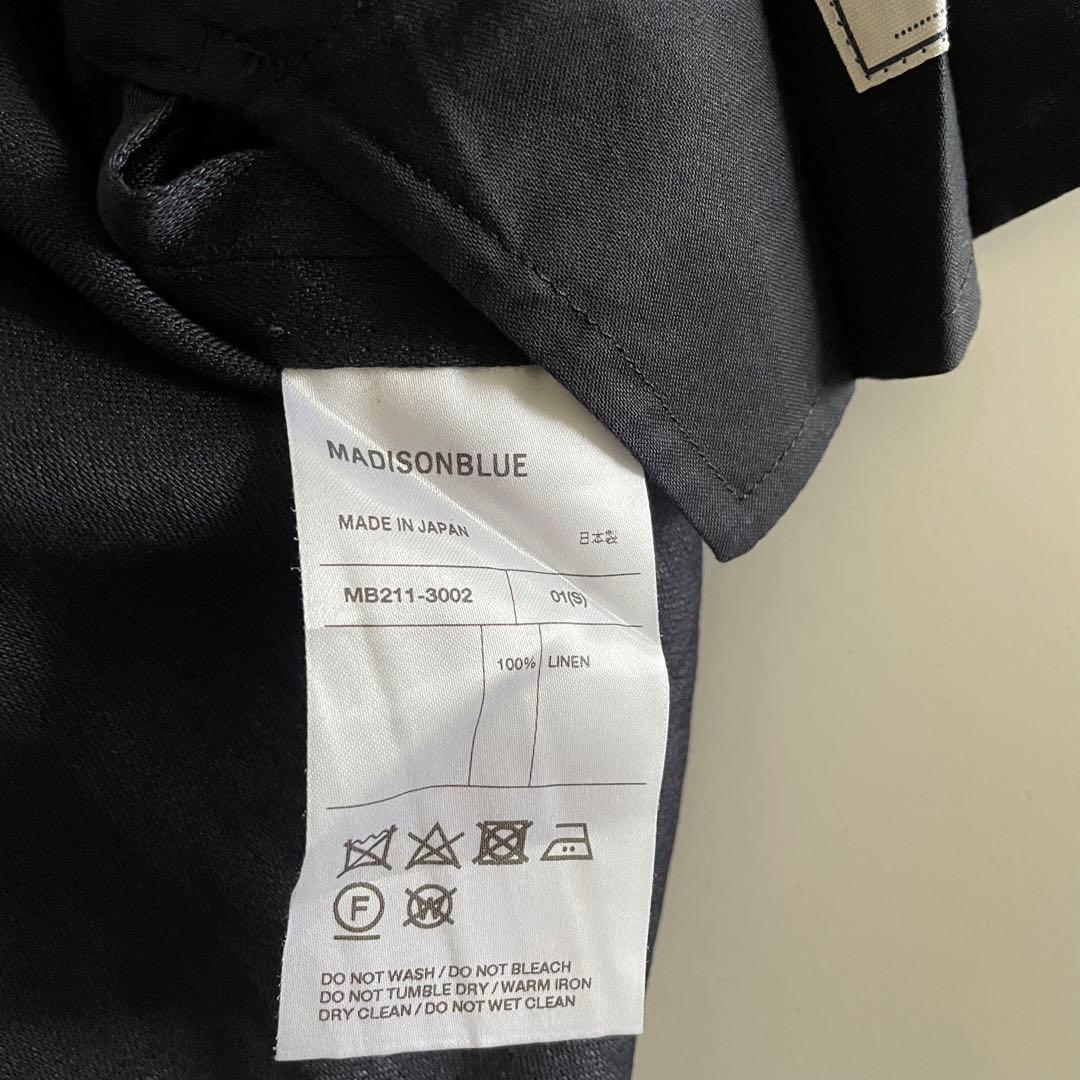 MADISONBLUE
MADE IN JAPAN 日本製
MB211-3002 01(S)
100% LINEN
F W
DO NOT WASH / DO NOT BLEACH
DO NOT TUMBLE DRY / WARM IRON
DRY CLEAN / DO NOT WET CLEAN